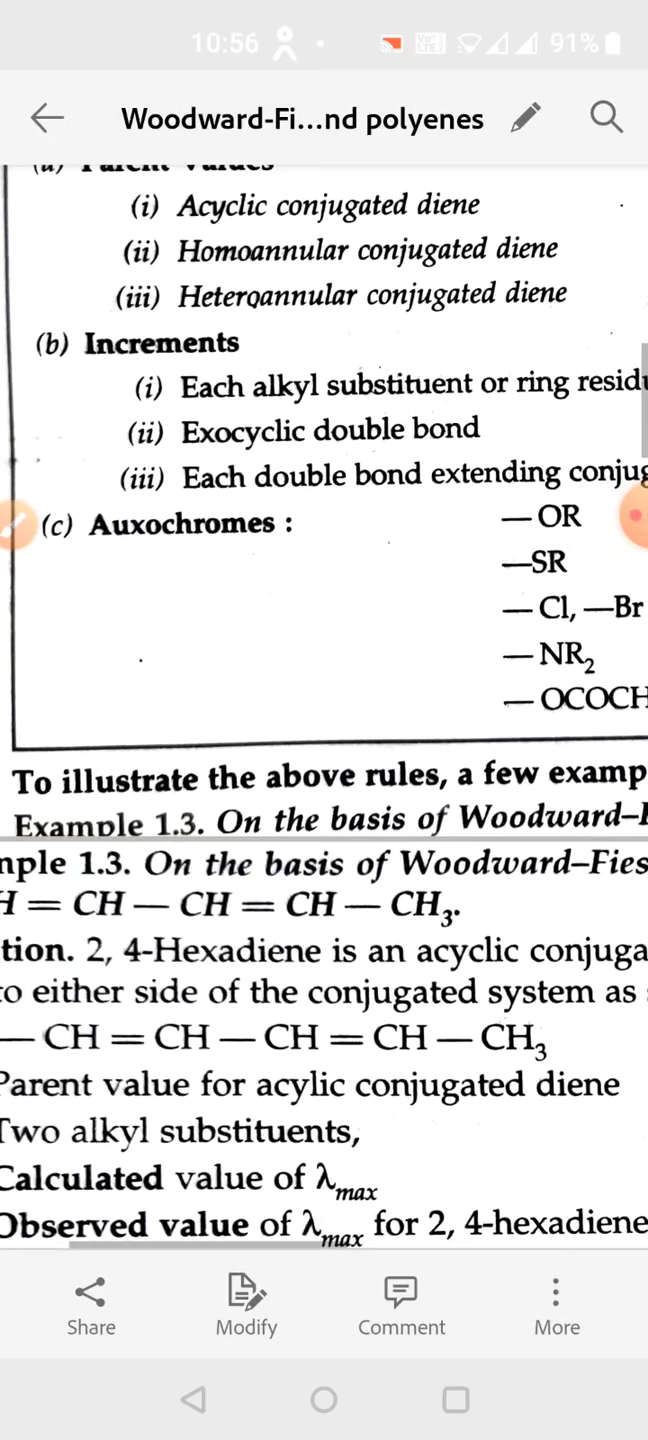 10:56 91%
Woodward-Fi...nd polyenes
(a) Parent Values
(i) Acyclic conjugated diene
(ii) Homoannular conjugated diene
(iii) Heteroannular conjugated diene
(b) Increments
(i) Each alkyl substituent or ring resid
(ii) Exocyclic double bond
(iii) Each double bond extending conjug
(c) Auxochromes : — OR
—SR
— Cl, —Br
— NR₂
— OCOCH
To illustrate the above rules, a few examp
Example 1.3. On the basis of Woodward–F
mple 1.3. On the basis of Woodward–Fies
H = CH — CH = CH — CH₃.
tion. 2, 4-Hexadiene is an acyclic conjuga
to either side of the conjugated system as
— CH = CH — CH = CH — CH₃
Parent value for acylic conjugated diene
Two alkyl substituents,
Calculated value of λmax
Observed value of λmax for 2, 4-hexadiene
Share Modify Comment More